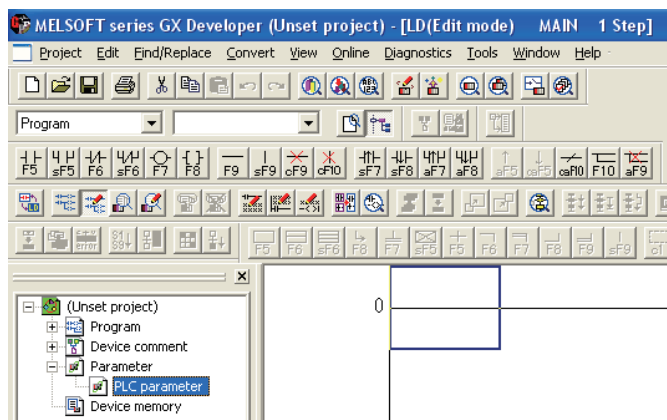 MELSOFT series GX Developer (Unset project) - [LD(Edit mode) MAIN 1 Step]
Project Edit Find/Replace Convert View Online Diagnostics Tools Window Help
Program
F5 sF5 F6 sF6 F7 F8 F9 sF9 cF9 cF10 sF7 sF8 aF7 aF8 aF5 caF5 caF10 F10 aF9
F5 F6 sF6 F8 F7 sF5 F5 F6 F7 F8 F9 sF9
(Unset project)
Program
Device comment
Parameter
PLC parameter
Device memory
0